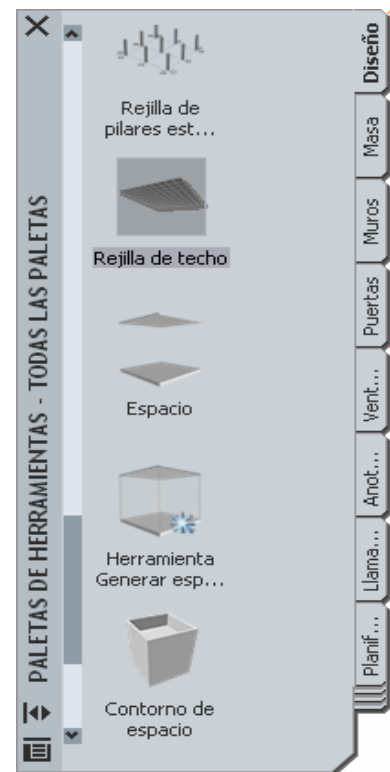 PALETAS DE HERRAMIENTAS - TODAS LAS PALETAS
Rejilla de
pilares est...
Rejilla de techo
Espacio
Herramienta
Generar esp...
Contorno de
espacio
Diseño
Masa
Muros
Puertas
Vent...
Anot...
Llama...
Planif...